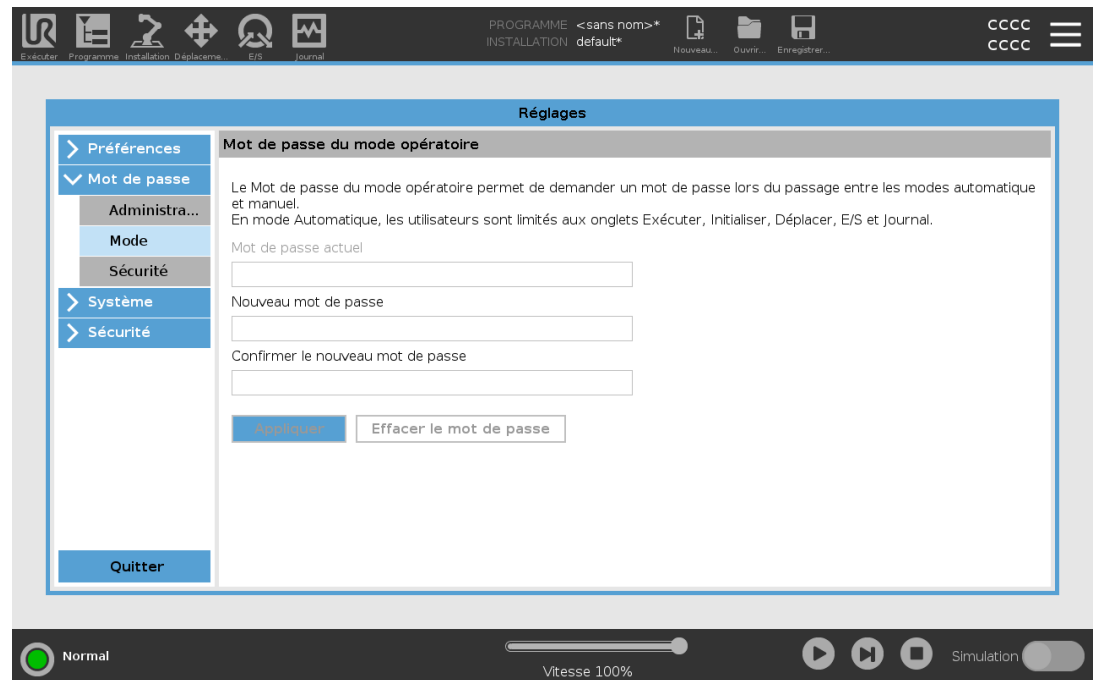 PROGRAMME <sans nom>*
INSTALLATION default*
cccc
cccc
Exécuter Programme Installation Déplaceme... E/S Journal Nouveau... Ouvrir... Enregistrer...
Réglages
Préférences
Mot de passe
Administra...
Mode
Sécurité
Système
Sécurité
Quitter
Mot de passe du mode opératoire
Le Mot de passe du mode opératoire permet de demander un mot de passe lors du passage entre les modes automatique
et manuel.
En mode Automatique, les utilisateurs sont limités aux onglets Exécuter, Initialiser, Déplacer, E/S et Journal.
Mot de passe actuel
Nouveau mot de passe
Confirmer le nouveau mot de passe
Appliquer Effacer le mot de passe
Normal
Vitesse 100%
Simulation